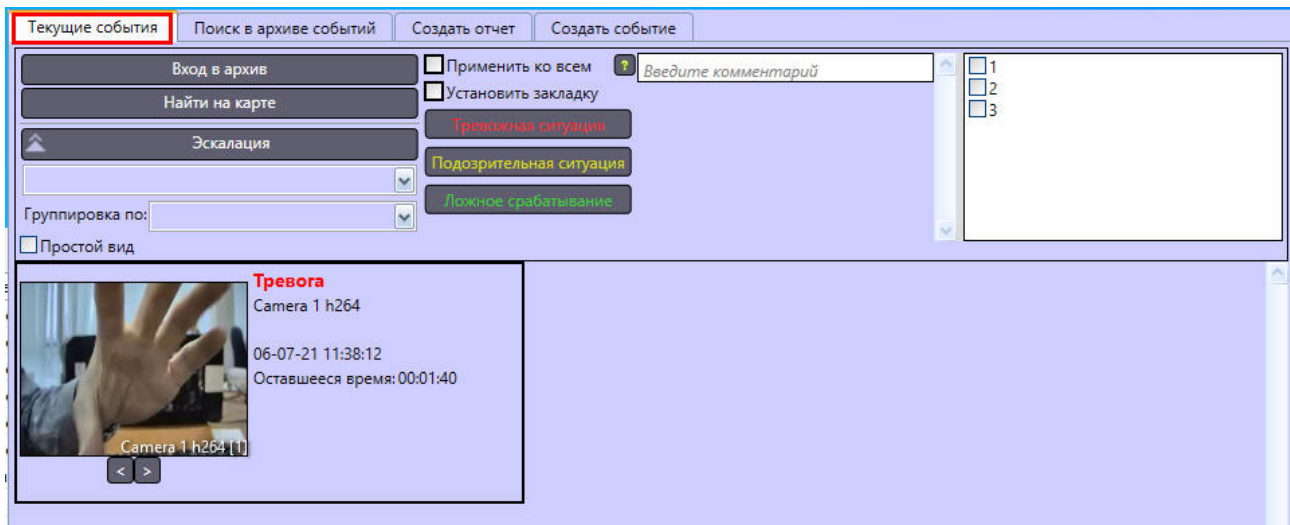 Текущие события
Поиск в архиве событий
Создать отчет
Создать событие
Вход в архив
Найти на карте
Эскалация
Группировка по:
Простой вид
Применить ко всем
?
Установить закладку
Тревожная ситуация
Подозрительная ситуация
Ложное срабатывание
Введите комментарий
1
2
3
Тревога
Camera 1 h264
06-07-21 11:38:12
Оставшееся время: 00:01:40
Camera 1 h264 [1]
< >